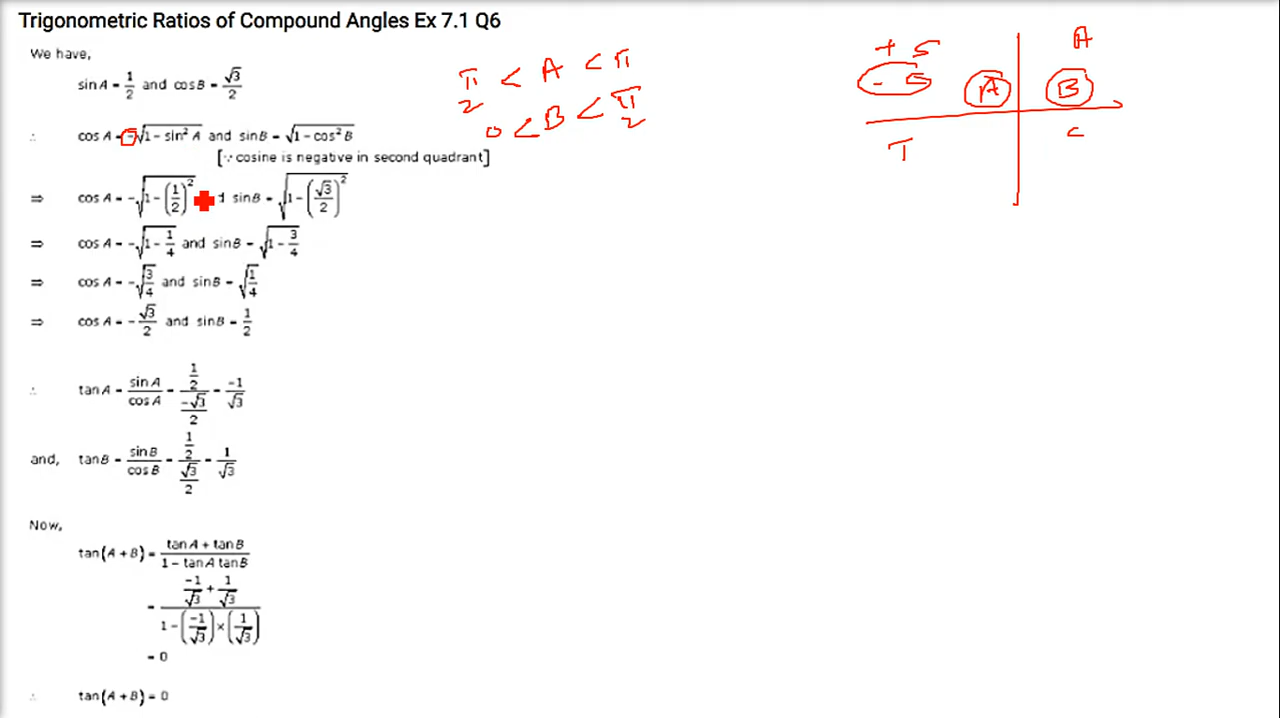 Trigonometric Ratios of Compound Angles Ex 7.1 Q6
We have,
sin A = 1/2 and cos B = √3/2
∴ cos A = -√(1 - sin² A) and sin B = √(1 - cos² B)
[∵ cosine is negative in second quadrant]
⇒ cos A = -√(1 - (1/2)²) sin B = √(1 - (√3/2)²)
⇒ cos A = -√(1 - 1/4) and sin B = √(1 - 3/4)
⇒ cos A = -√(3/4) and sin B = √(1/4)
⇒ cos A = -√3/2 and sin B = 1/2
∴ tan A = sin A/cos A = (1/2)/(-√3/2) = -1/√3
and, tan B = sin B/cos B = (1/2)/(√3/2) = 1/√3
Now,
tan(A + B) = (tan A + tan B)/(1 - tan A tan B)
= (-1/√3 + 1/√3)/(1 - (-1/√3) × (1/√3))
= 0
∴ tan(A + B) = 0
π/2 < A < π
0 < B < π/2
+ S A
A B
T C